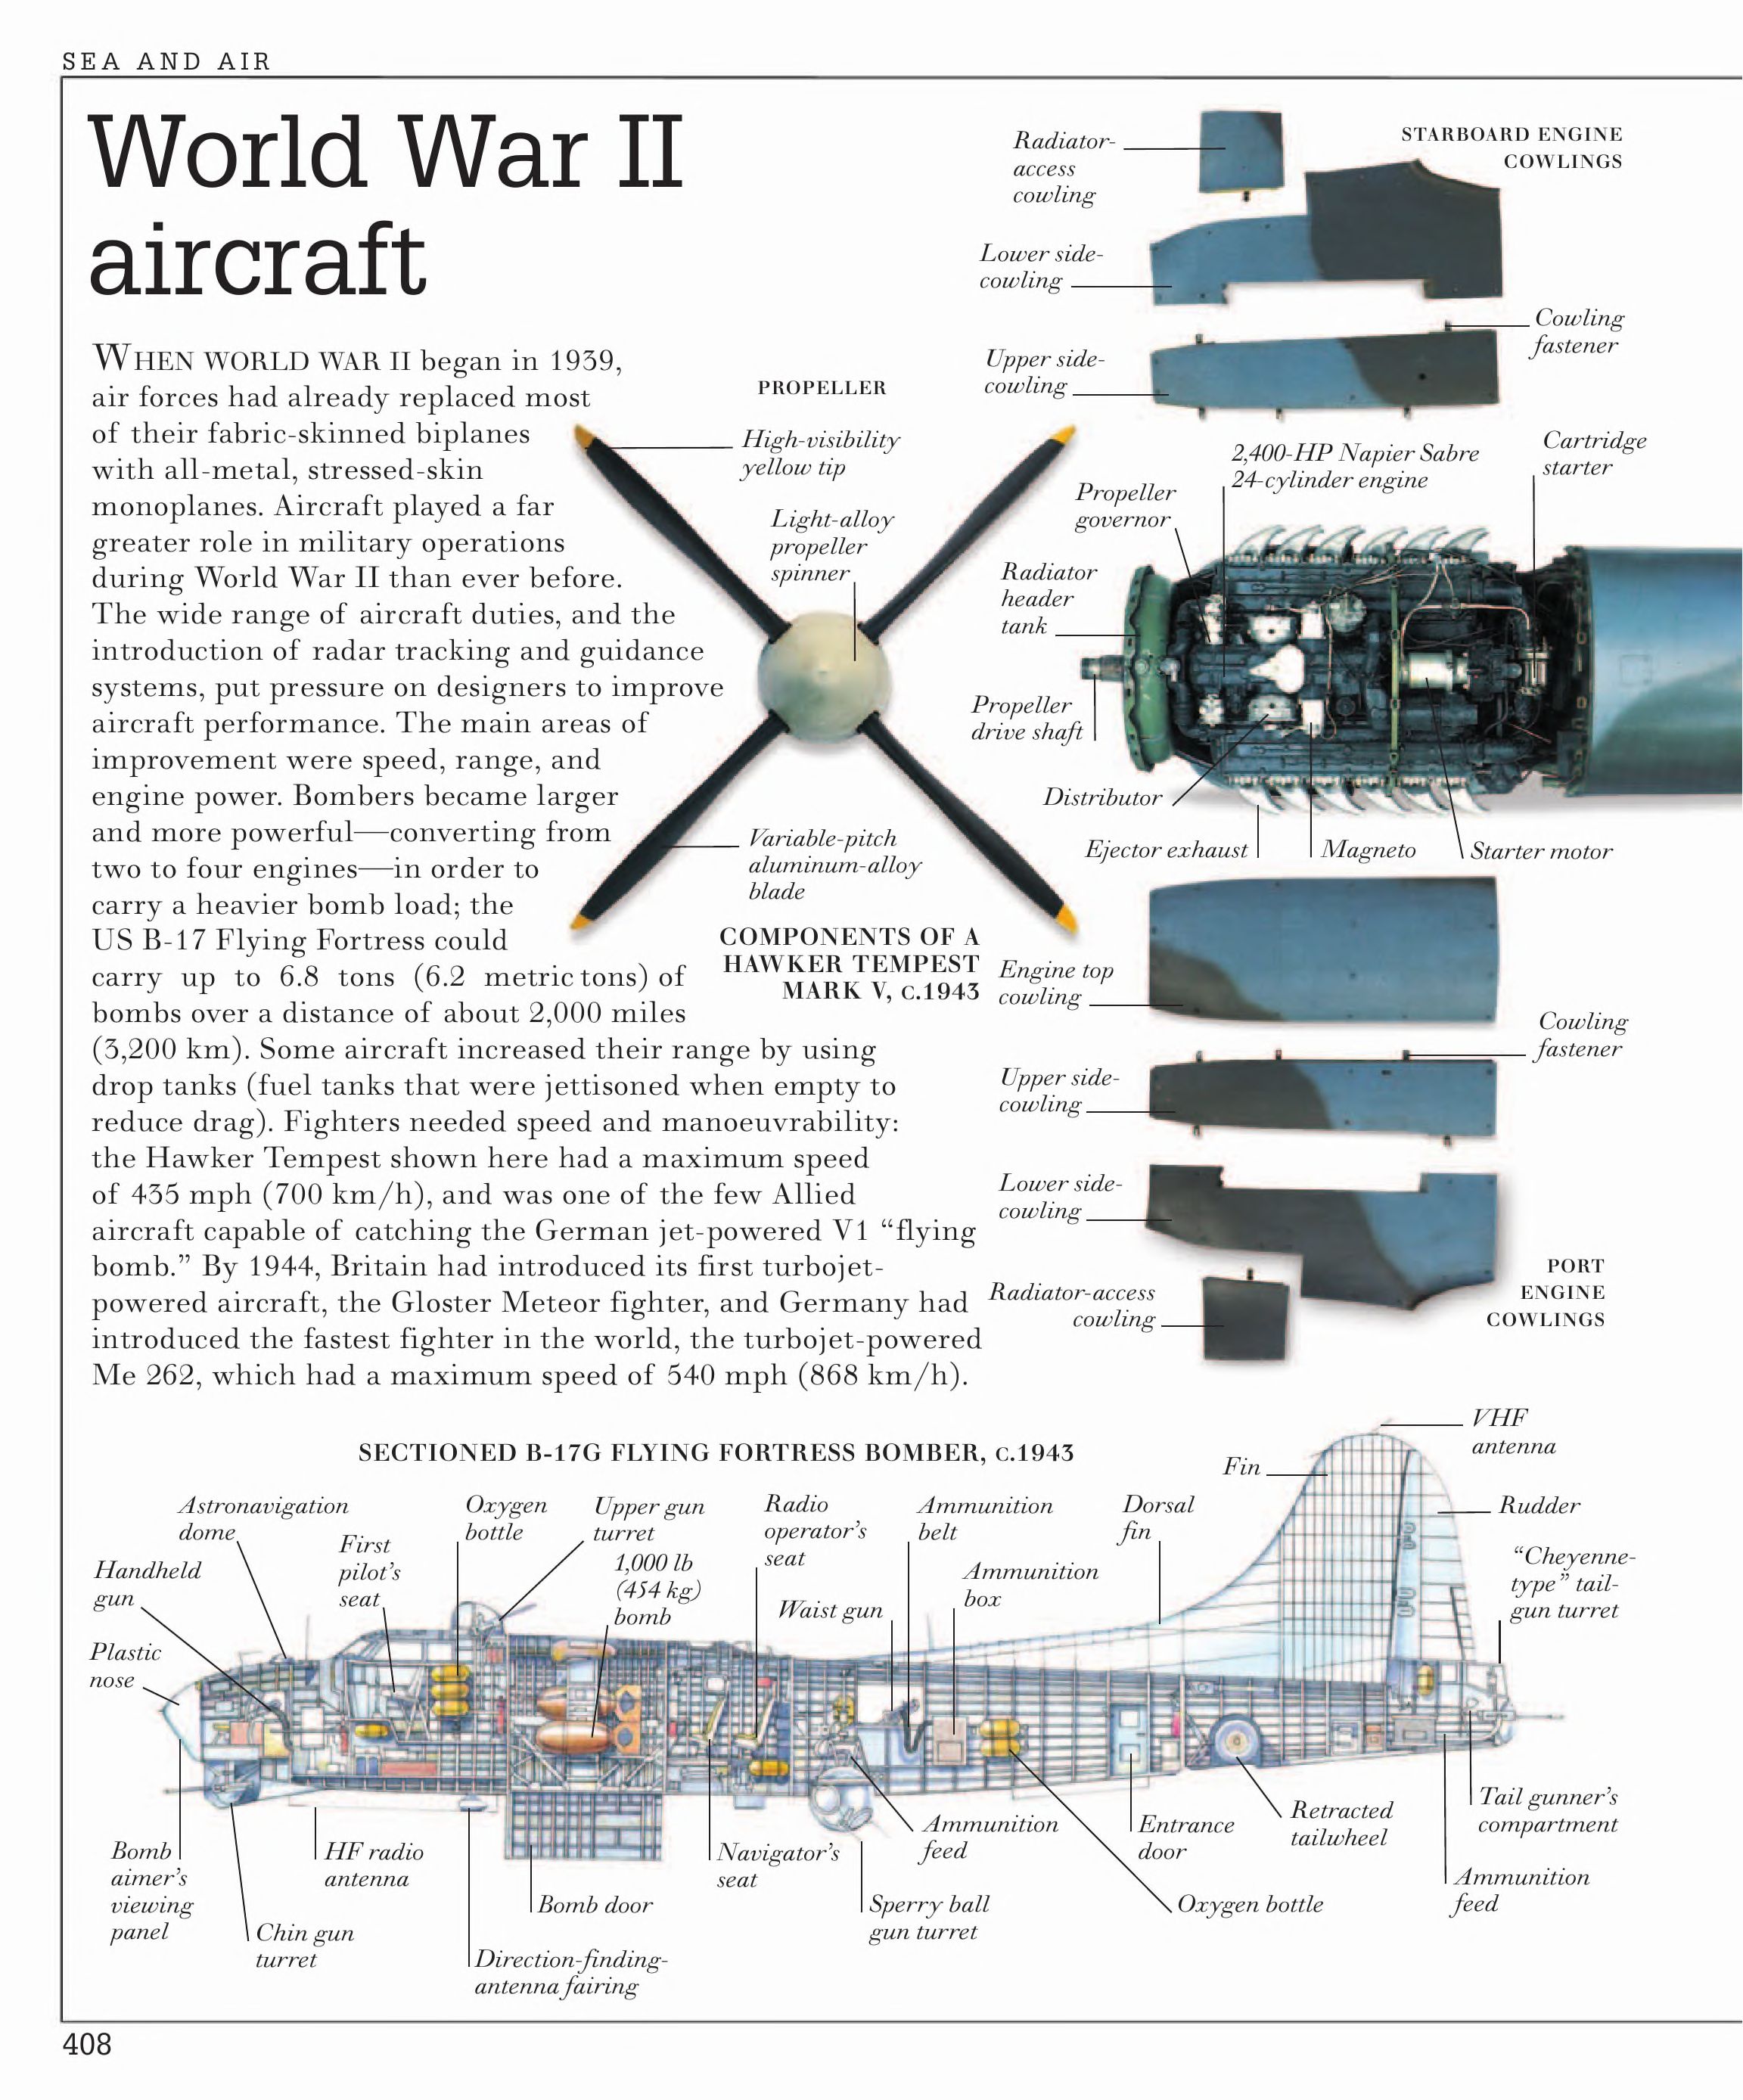 SEA AND AIR
World War II
aircraft
WHEN WORLD WAR II began in 1939,
air forces had already replaced most
of their fabric-skinned biplanes
with all-metal, stressed-skin
monoplanes. Aircraft played a far
greater role in military operations
during World War II than ever before.
The wide range of aircraft duties, and the
introduction of radar tracking and guidance
systems, put pressure on designers to improve
aircraft performance. The main areas of
improvement were speed, range, and
engine power. Bombers became larger
and more powerful—converting from
two to four engines—in order to
carry a heavier bomb load; the
US B-17 Flying Fortress could
carry up to 6.8 tons (6.2 metric tons) of
bombs over a distance of about 2,000 miles
(3,200 km). Some aircraft increased their range by using
drop tanks (fuel tanks that were jettisoned when empty to
reduce drag). Fighters needed speed and manoeuvrability:
the Hawker Tempest shown here had a maximum speed
of 435 mph (700 km/h), and was one of the few Allied
aircraft capable of catching the German jet-powered V1 “flying
bomb.” By 1944, Britain had introduced its first turbojet-
powered aircraft, the Gloster Meteor fighter, and Germany had
introduced the fastest fighter in the world, the turbojet-powered
Me 262, which had a maximum speed of 540 mph (868 km/h).
PROPELLER
High-visibility
yellow tip
Light-alloy
propeller
spinner
Variable-pitch
aluminum-alloy
blade
COMPONENTS OF A
HAWKER TEMPEST
MARK V, C.1943
STARBOARD ENGINE
COWLINGS
Radiator-
access
cowling
Lower side-
cowling
Cowling
fastener
Upper side-
cowling
2,400-HP Napier Sabre
24-cylinder engine
Cartridge
starter
Propeller
governor
Radiator
header
tank
Propeller
drive shaft
Distributor
Ejector exhaust
Magneto
Starter motor
Engine top
cowling
Cowling
fastener
Upper side-
cowling
Lower side-
cowling
Radiator-access
cowling
PORT
ENGINE
COWLINGS
SECTIONED B-17G FLYING FORTRESS BOMBER, C.1943
VHF
antenna
Fin
Rudder
“Cheyenne-
type” tail-
gun turret
Astronavigation
dome
First
pilot’s
seat
Oxygen
bottle
Upper gun
turret
1,000 lb
(454 kg)
bomb
Radio
operator’s
seat
Waist gun
Ammunition
belt
Ammunition
box
Dorsal
fin
Handheld
gun
Plastic
nose
Bomb
aimer’s
viewing
panel
Chin gun
turret
HF radio
antenna
Direction-finding-
antenna fairing
Bomb door
Navigator’s
seat
Sperry ball
gun turret
Ammunition
feed
Entrance
door
Oxygen bottle
Retracted
tailwheel
Tail gunner’s
compartment
Ammunition
feed
408